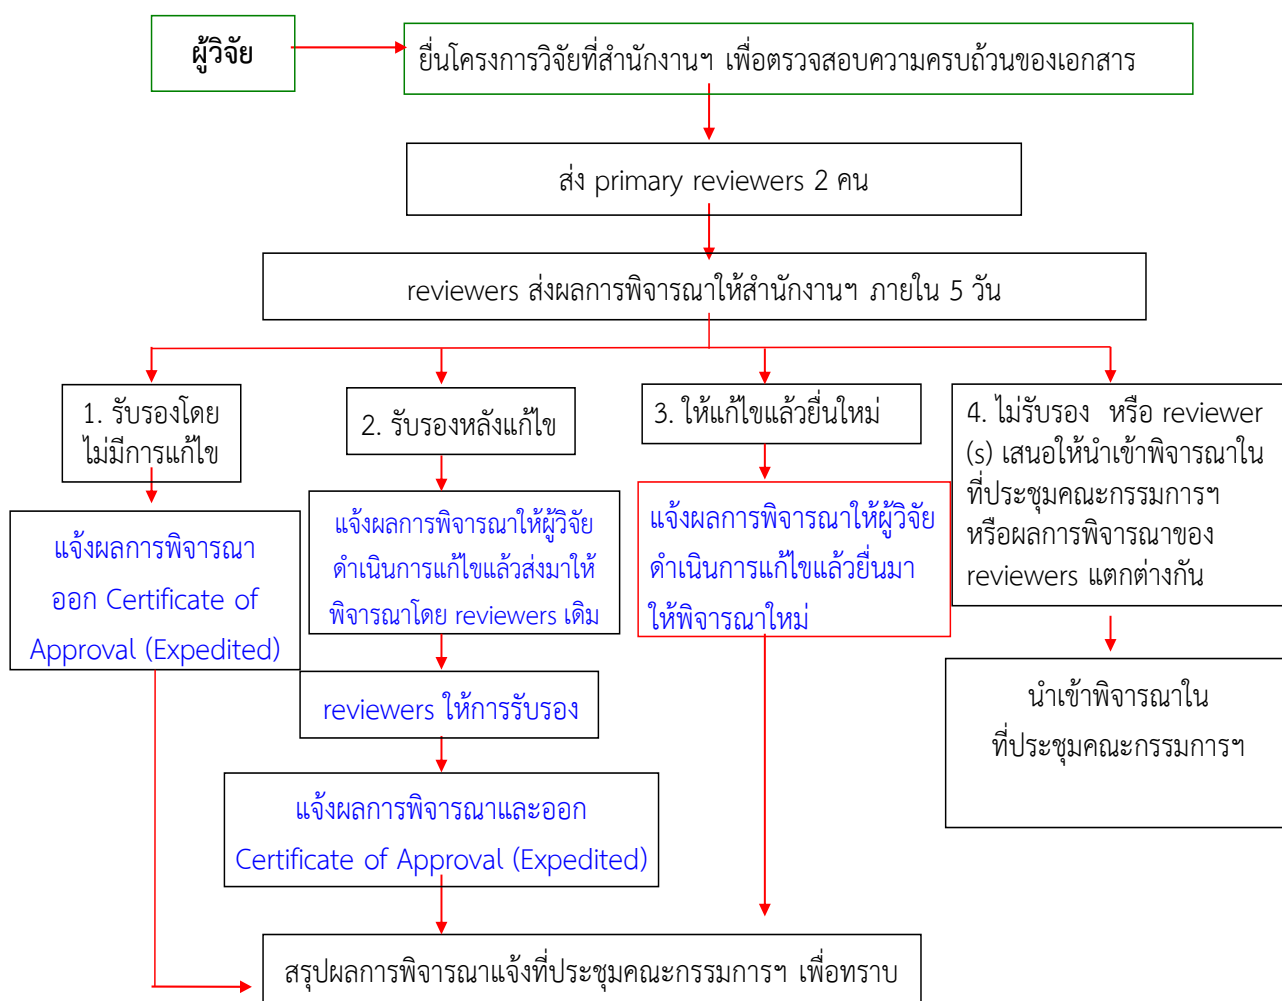 ผู้วิจัย
ยื่นโครงการวิจัยที่สำนักงานฯ เพื่อตรวจสอบความครบถ้วนของเอกสาร
ส่ง primary reviewers 2 คน
reviewers ส่งผลการพิจารณาให้สำนักงานฯ ภายใน 5 วัน
1. รับรองโดย
ไม่มีการแก้ไข
แจ้งผลการพิจารณา
ออก Certificate of
Approval (Expedited)
2. รับรองหลังแก้ไข
แจ้งผลการพิจารณาให้ผู้วิจัย
ดำเนินการแก้ไขแล้วส่งมาให้
พิจารณาโดย reviewers เดิม
reviewers ให้การรับรอง
แจ้งผลการพิจารณาและออก
Certificate of Approval (Expedited)
3. ให้แก้ไขแล้วยื่นใหม่
แจ้งผลการพิจารณาให้ผู้วิจัย
ดำเนินการแก้ไขแล้วยื่นมา
ให้พิจารณาใหม่
4. ไม่รับรอง หรือ reviewer
(s) เสนอให้นำเข้าพิจารณาใน
ที่ประชุมคณะกรรมการฯ
หรือผลการพิจารณาของ
reviewers แตกต่างกัน
นำเข้าพิจารณาใน
ที่ประชุมคณะกรรมการฯ
สรุปผลการพิจารณาแจ้งที่ประชุมคณะกรรมการฯ เพื่อทราบ